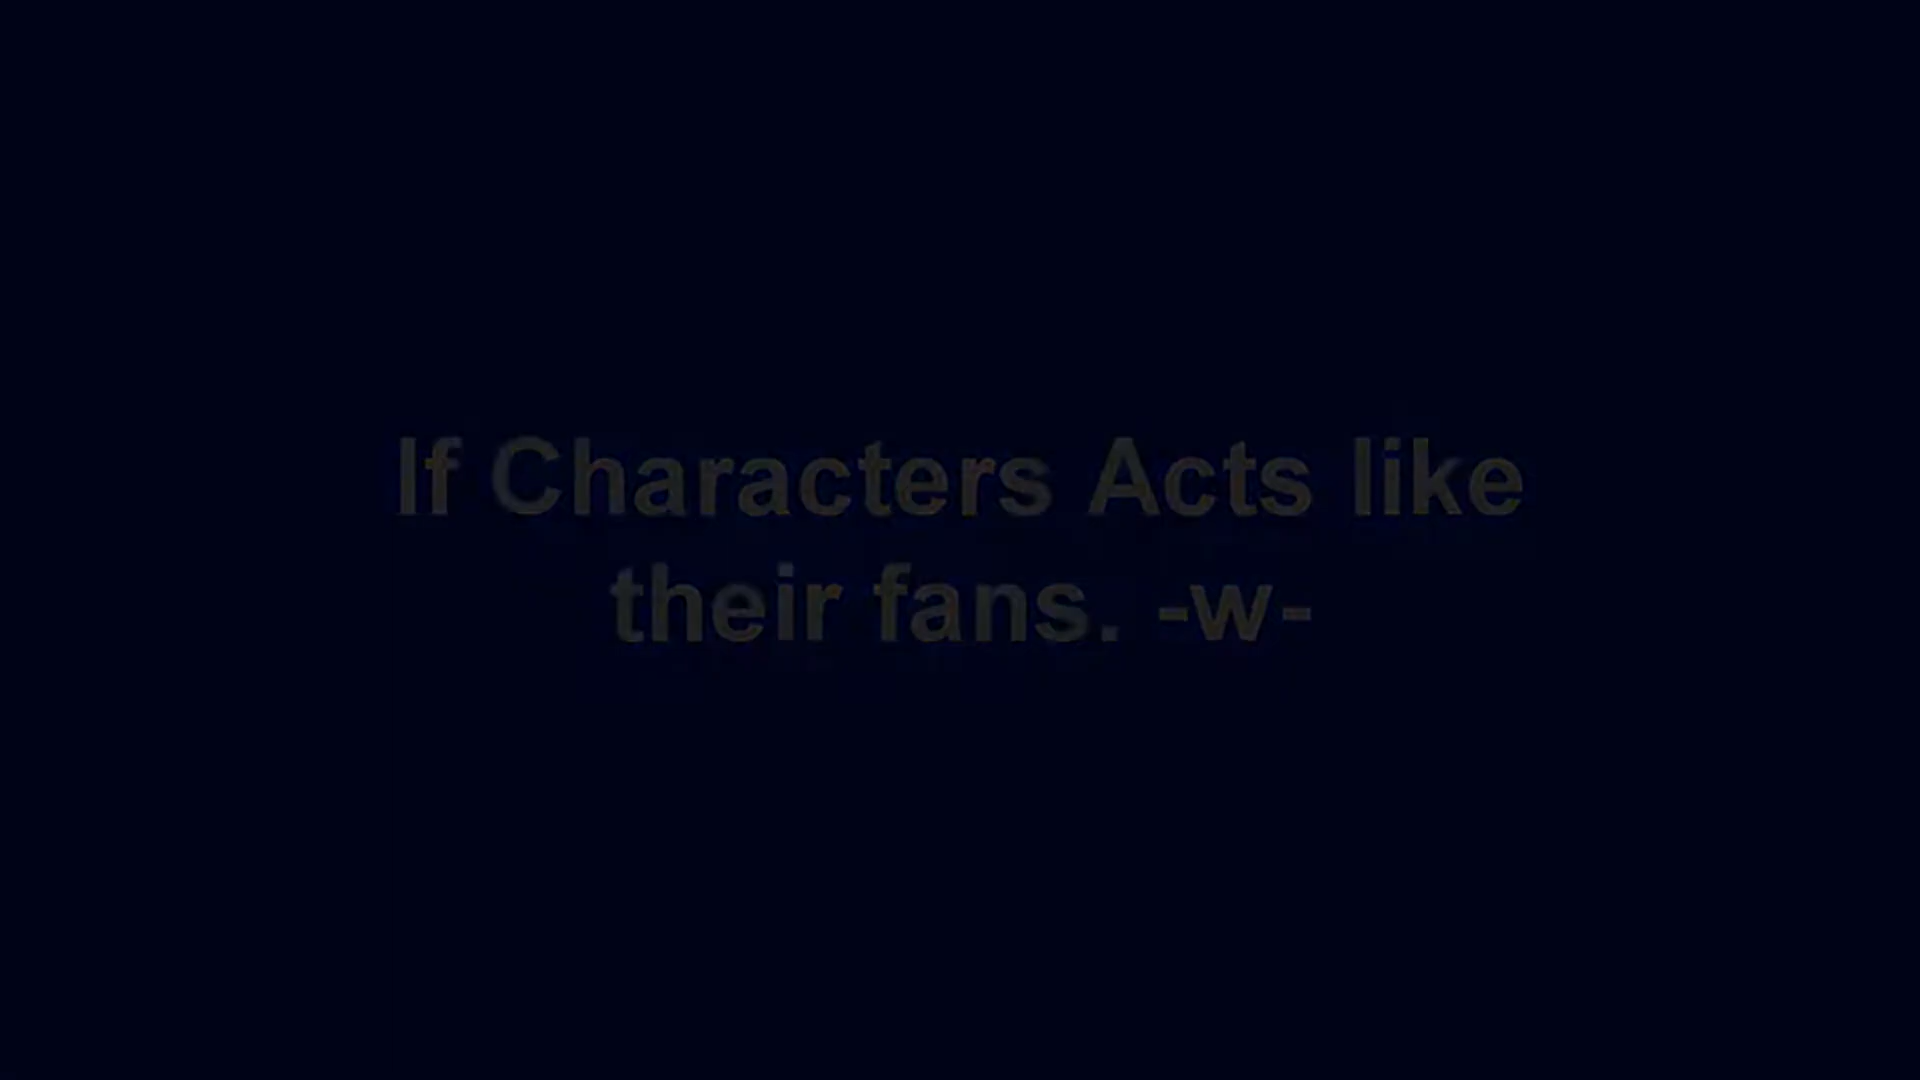 If Characters Acts like
their fans. -w-